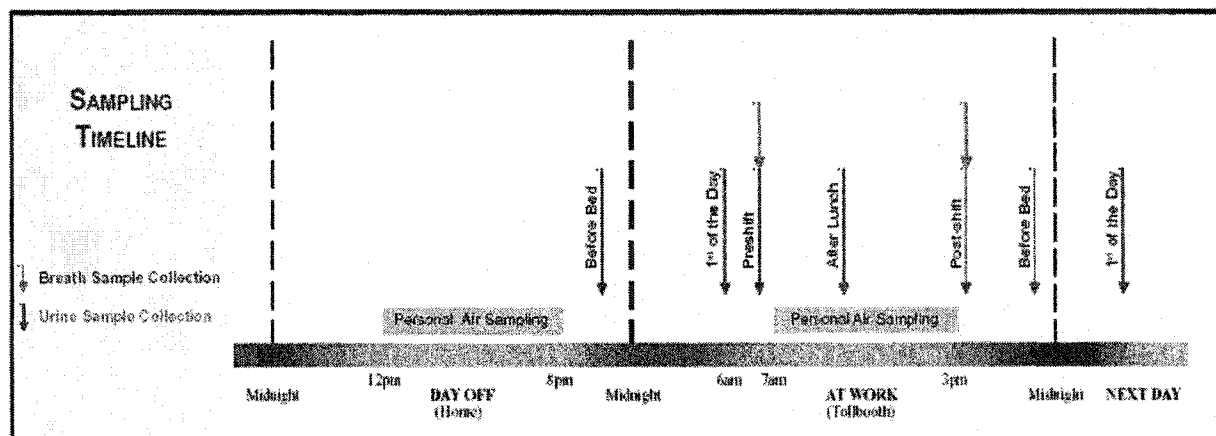 SAMPLING
TIMELINE
Breath Sample Collection
Urine Sample Collection
Before Bed
1st of the Day
Preshift
After Lunch
Post-shift
Before Bed
1st of the Day
Personal Air Sampling
Personal Air Sampling
Midnight
12pm
DAY OFF
(Home)
8pm
Midnight
6am
7am
AT WORK
(Tollbooth)
3pm
Midnight
NEXT DAY